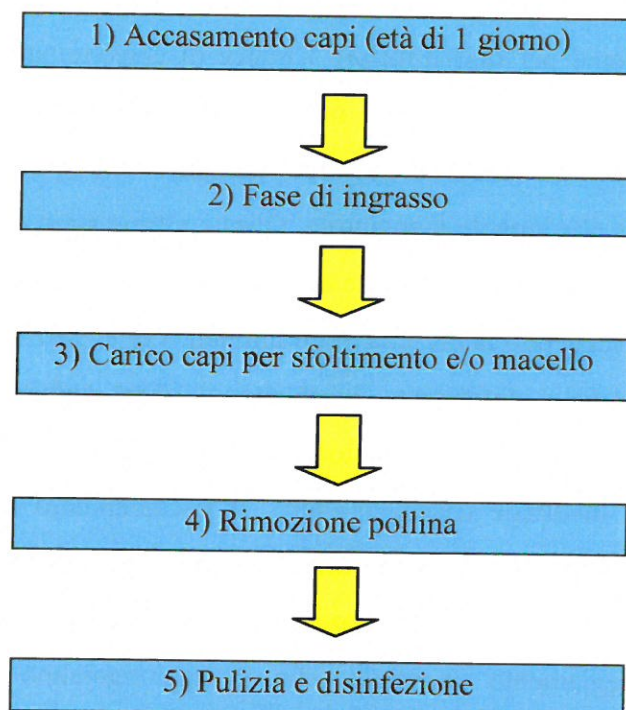 1) Accasamento capi (età di 1 giorno)
2) Fase di ingrasso
3) Carico capi per sfoltimento e/o macello
4) Rimozione pollina
5) Pulizia e disinfezione